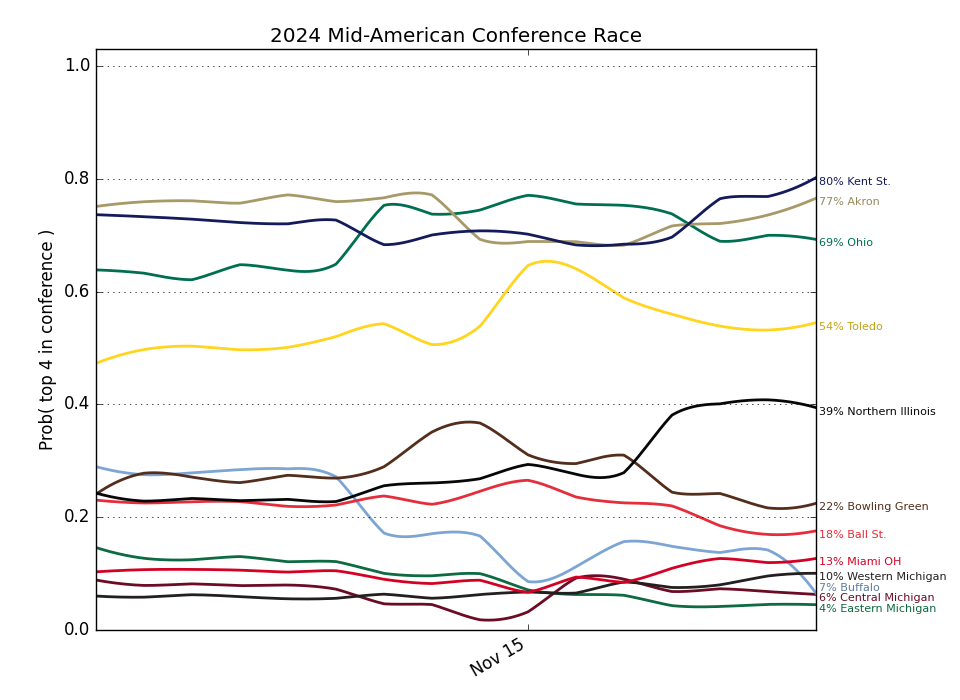 2024 Mid-American Conference Race
Prob( top 4 in conference )
1.0
0.8
0.6
0.4
0.2
0.0
Nov 15
80% Kent St.
77% Akron
69% Ohio
54% Toledo
39% Northern Illinois
22% Bowling Green
18% Ball St.
13% Miami OH
10% Western Michigan
7% Buffalo
6% Central Michigan
4% Eastern Michigan